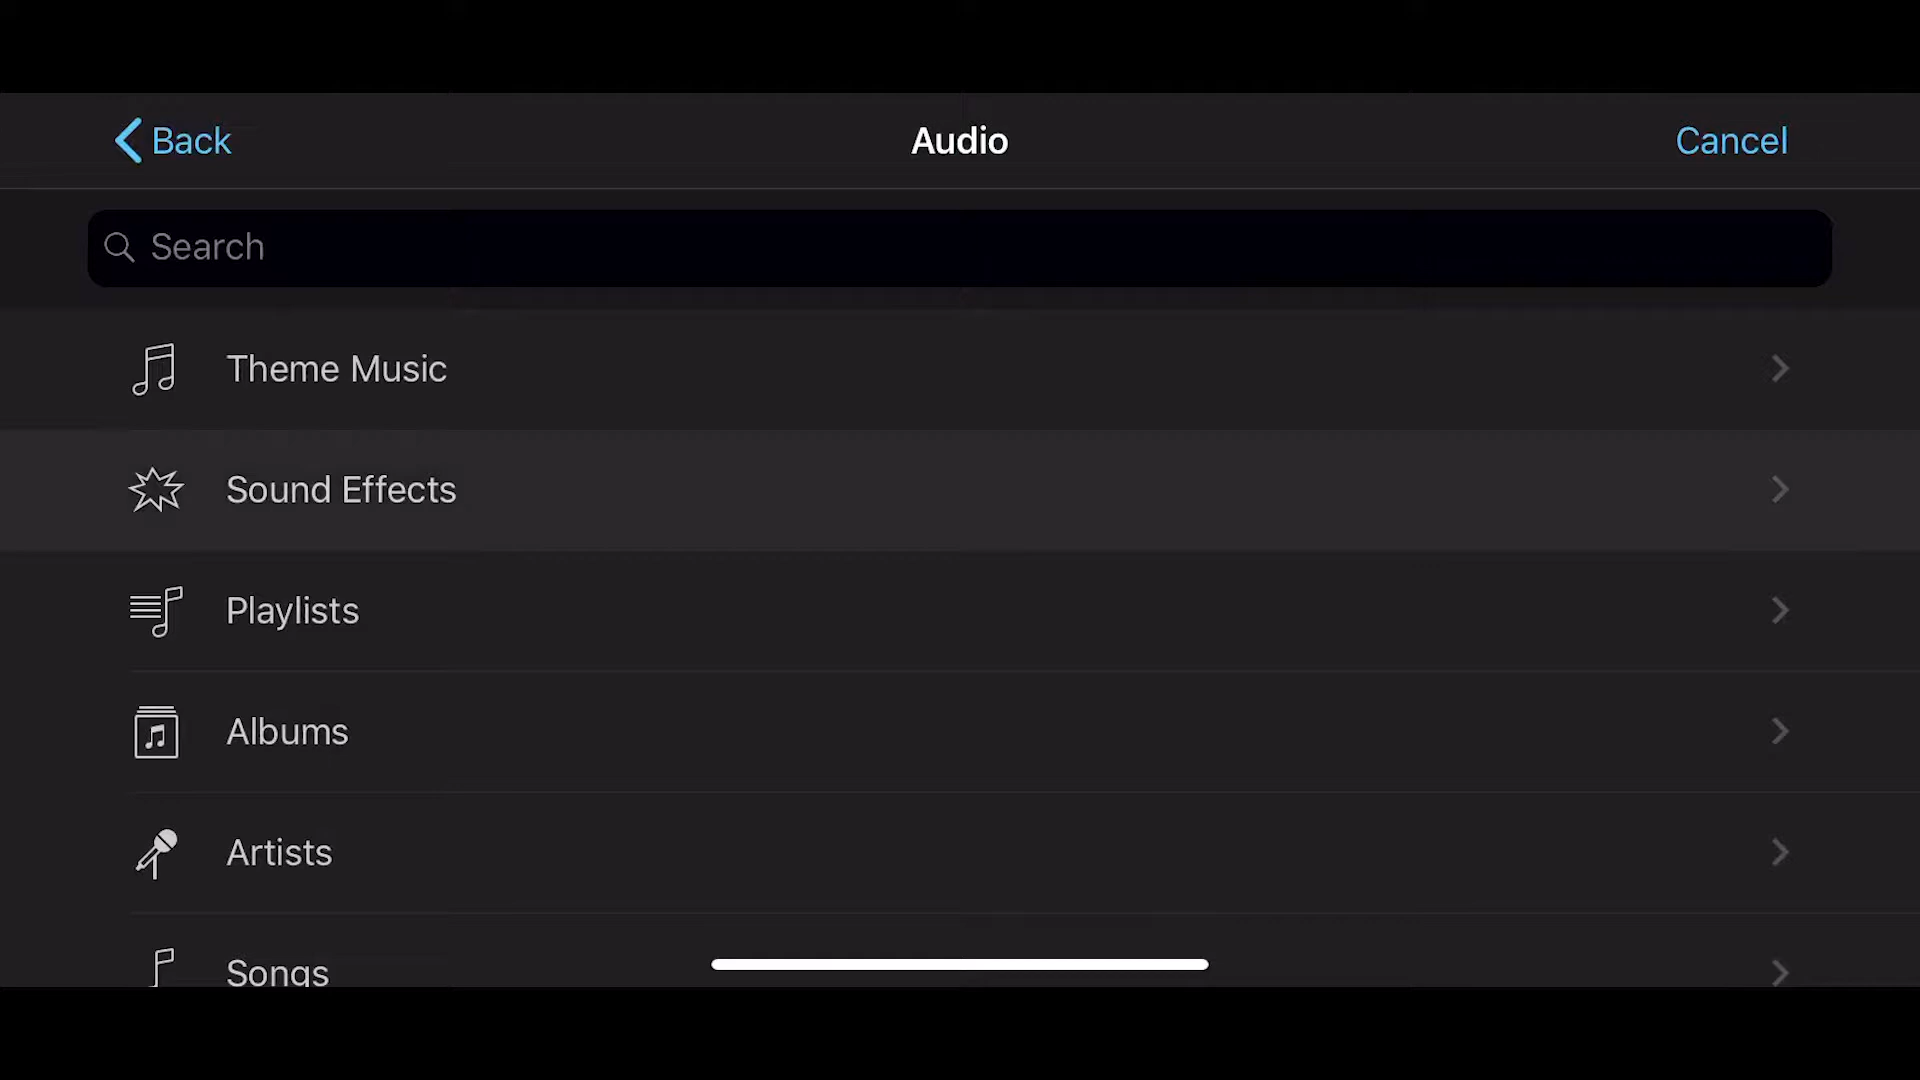 Back
Audio
Cancel
Search
Theme Music
Sound Effects
Playlists
Albums
Artists
Songs